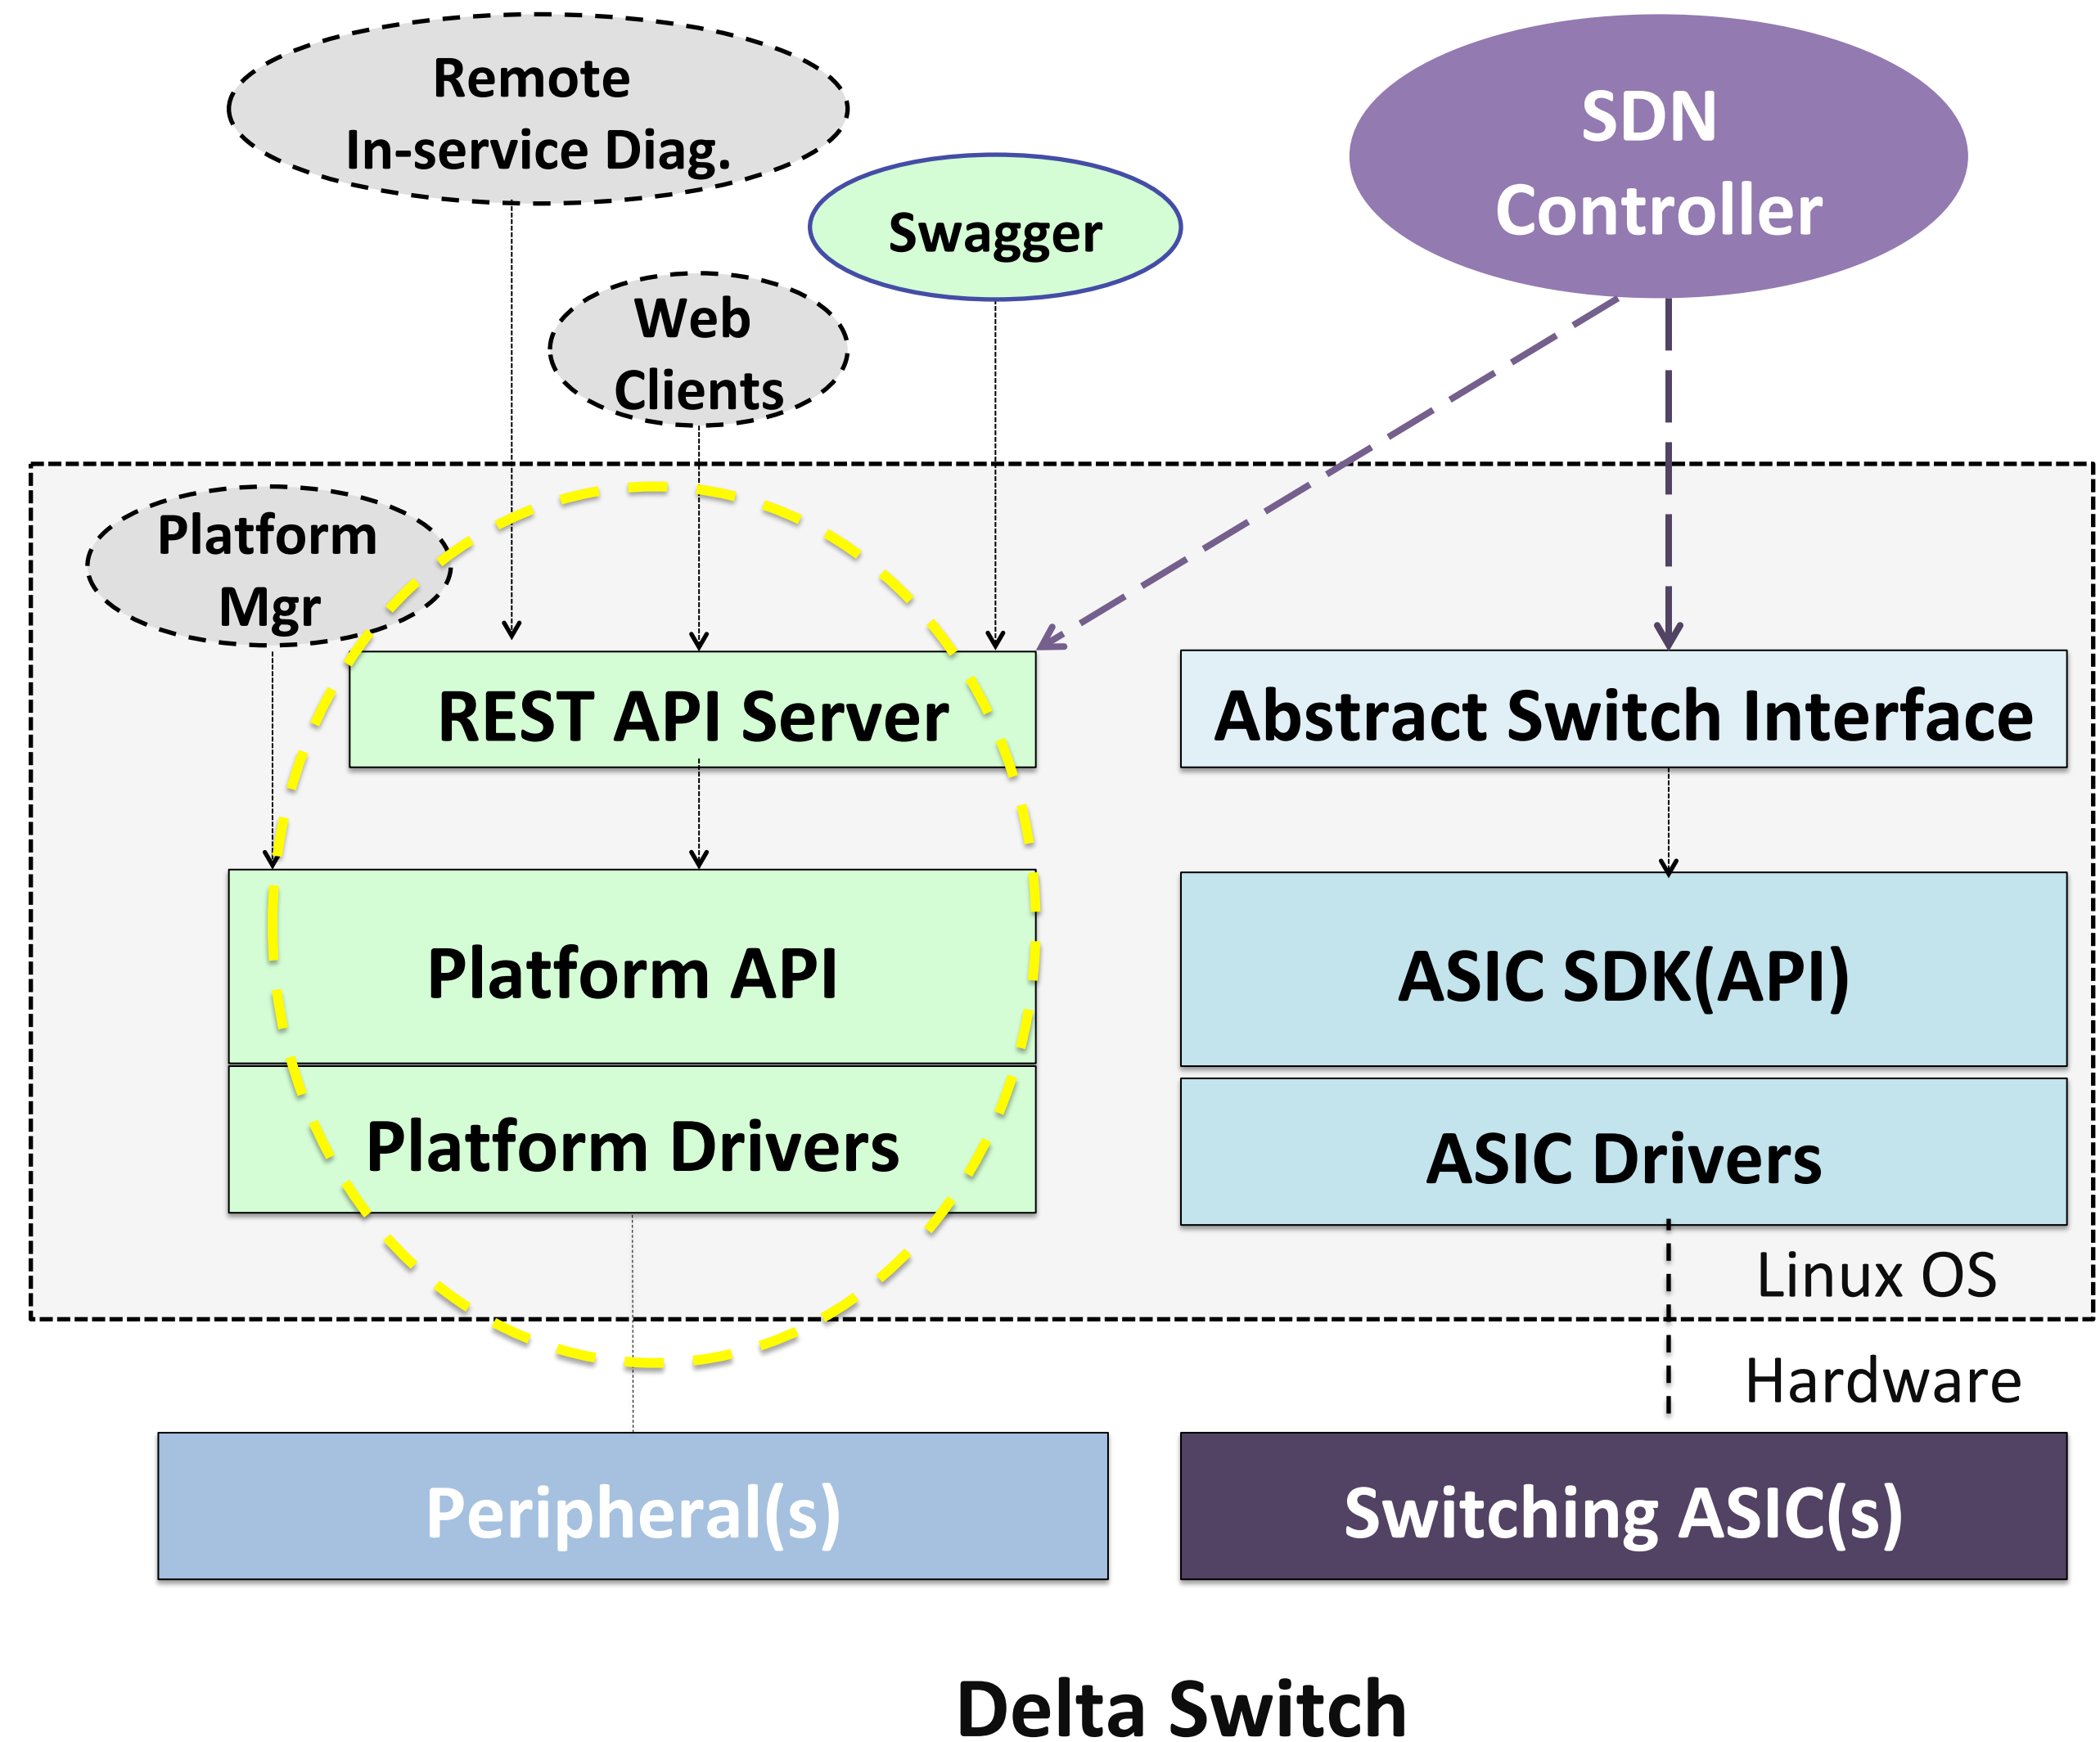 Remote
In-service Diag.
SDN
Controller
Swagger
Web
Clients
Platform
Mgr
REST API Server
Abstract Switch Interface
Platform API
ASIC SDK(API)
Platform Drivers
ASIC Drivers
Linux OS
Hardware
Peripheral(s)
Switching ASIC(s)
Delta Switch